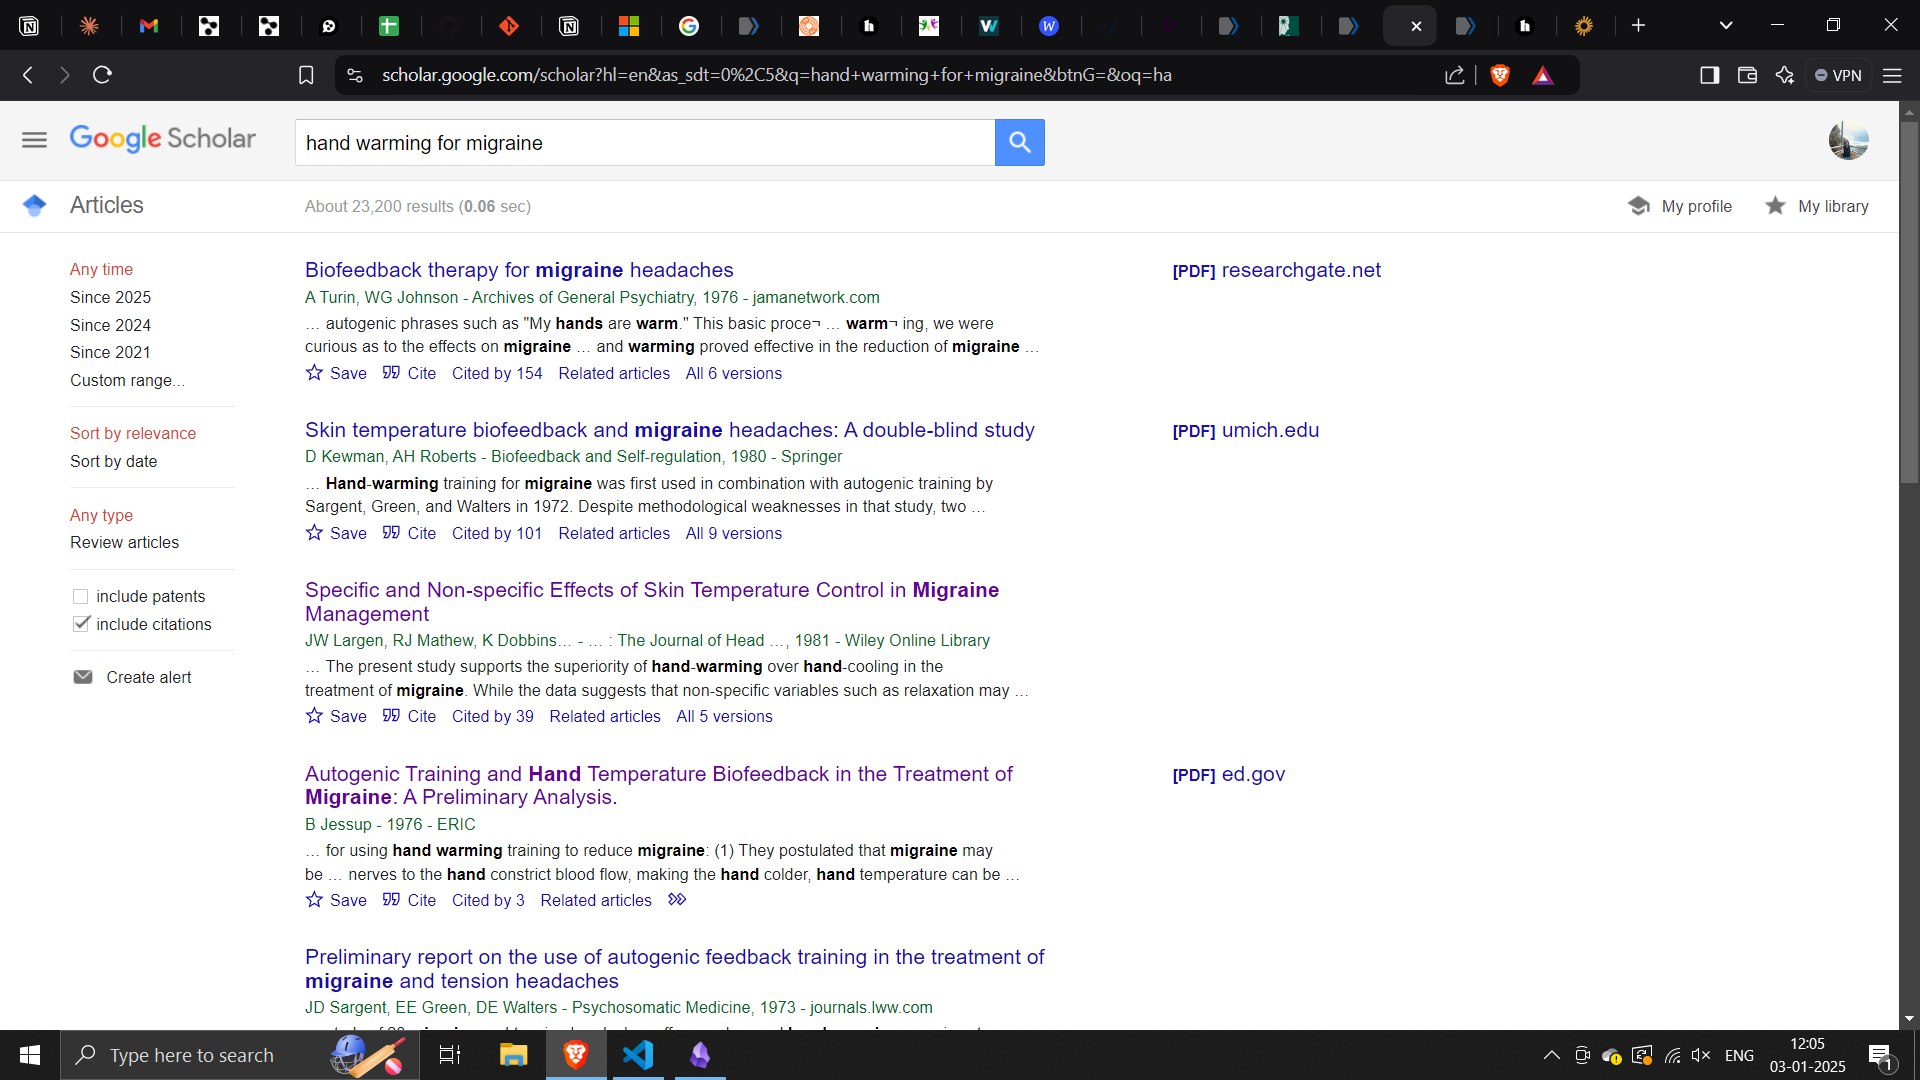 scholar.google.com/scholar?hl=en&as_sdt=0%2C5&q=hand+warming+for+migraine&btnG=&oq=ha
VPN
Google Scholar
hand warming for migraine
Articles
About 23,200 results (0.06 sec)
My profile
My library
Any time
Since 2025
Since 2024
Since 2021
Custom range...
Sort by relevance
Sort by date
Any type
Review articles
include patents
include citations
Create alert
Biofeedback therapy for migraine headaches
[PDF] researchgate.net
A Turin, WG Johnson - Archives of General Psychiatry, 1976 - jamanetwork.com
… autogenic phrases such as "My hands are warm." This basic proce¬ … warm¬ ing, we were
curious as to the effects on migraine … and warming proved effective in the reduction of migraine …
Save Cite Cited by 154 Related articles All 6 versions
Skin temperature biofeedback and migraine headaches: A double-blind study
[PDF] umich.edu
D Kewman, AH Roberts - Biofeedback and Self-regulation, 1980 - Springer
… Hand-warming training for migraine was first used in combination with autogenic training by
Sargent, Green, and Walters in 1972. Despite methodological weaknesses in that study, two …
Save Cite Cited by 101 Related articles All 9 versions
Specific and Non-specific Effects of Skin Temperature Control in Migraine
Management
JW Largen, RJ Mathew, K Dobbins… - … : The Journal of Head …, 1981 - Wiley Online Library
… The present study supports the superiority of hand-warming over hand-cooling in the
treatment of migraine. While the data suggests that non-specific variables such as relaxation may …
Save Cite Cited by 39 Related articles All 5 versions
Autogenic Training and Hand Temperature Biofeedback in the Treatment of
Migraine: A Preliminary Analysis.
[PDF] ed.gov
B Jessup - 1976 - ERIC
… for using hand warming training to reduce migraine: (1) They postulated that migraine may
be … nerves to the hand constrict blood flow, making the hand colder, hand temperature can be …
Save Cite Cited by 3 Related articles
Preliminary report on the use of autogenic feedback training in the treatment of
migraine and tension headaches
JD Sargent, EE Green, DE Walters - Psychosomatic Medicine, 1973 - journals.lww.com
Type here to search
ENG
12:05
03-01-2025
1